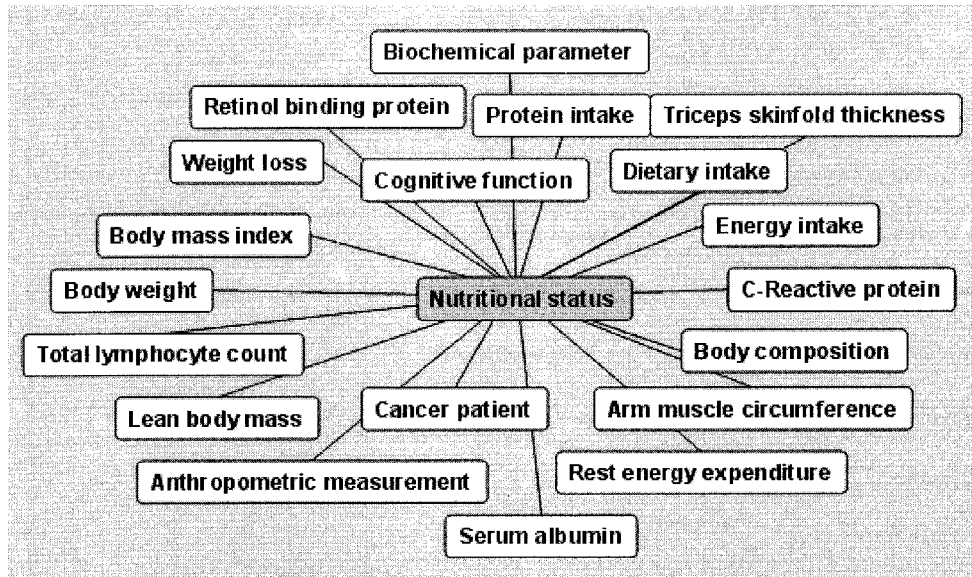 Biochemical parameter
Retinol binding protein
Protein intake
Triceps skinfold thickness
Weight loss
Cognitive function
Dietary intake
Body mass index
Energy intake
Body weight
Nutritional status
C-Reactive protein
Total lymphocyte count
Body composition
Lean body mass
Cancer patient
Arm muscle circumference
Anthropometric measurement
Rest energy expenditure
Serum albumin